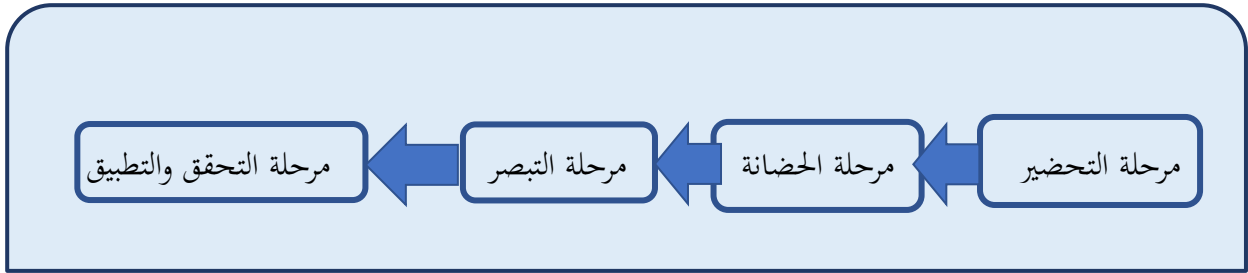 مرحلة التحضير
مرحلة الحضانة
مرحلة التبصر
مرحلة التحقق والتطبيق